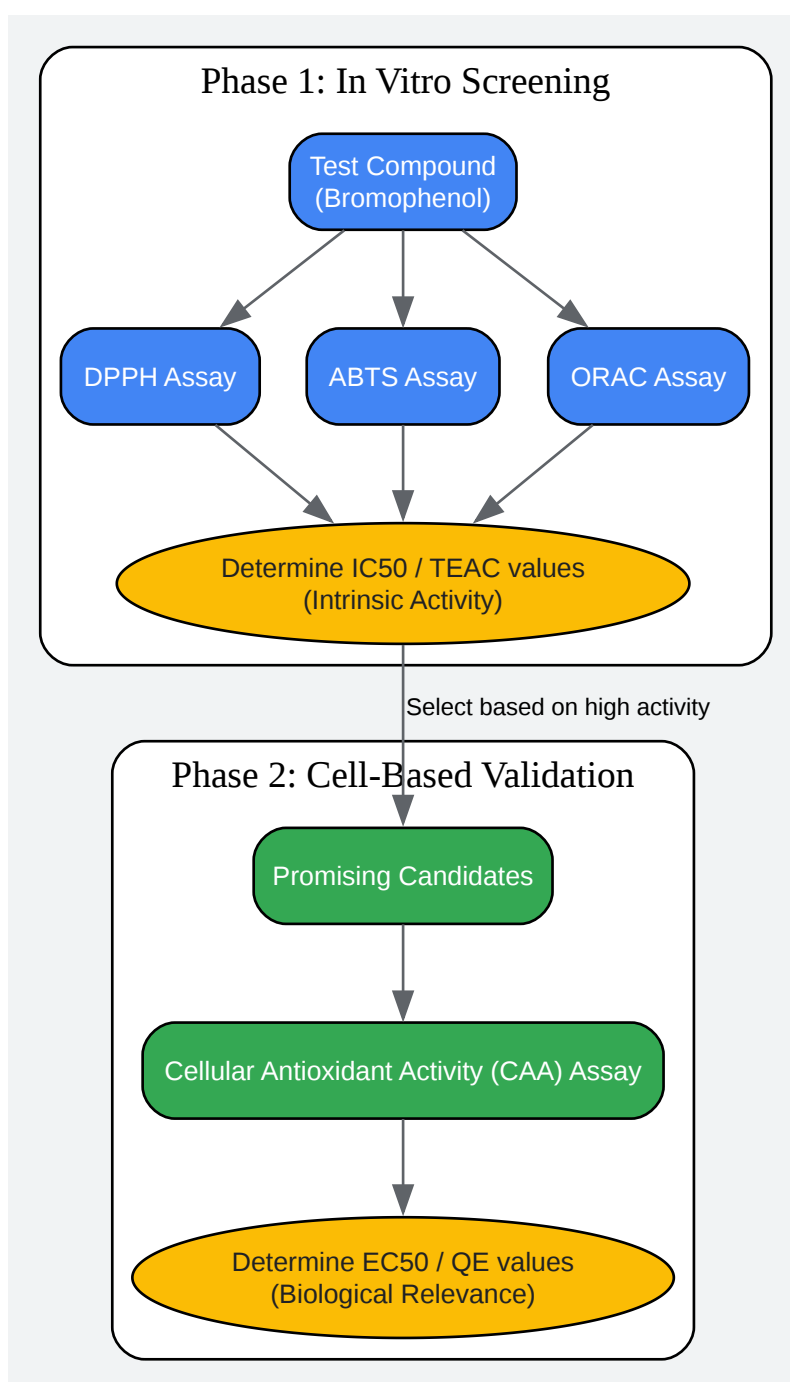 Phase 1: In Vitro Screening
Test Compound
(Bromophenol)
DPPH Assay
ABTS Assay
ORAC Assay
Determine IC50 / TEAC values
(Intrinsic Activity)
Select based on high activity
Phase 2: Cell-Based Validation
Promising Candidates
Cellular Antioxidant Activity (CAA) Assay
Determine EC50 / QE values
(Biological Relevance)